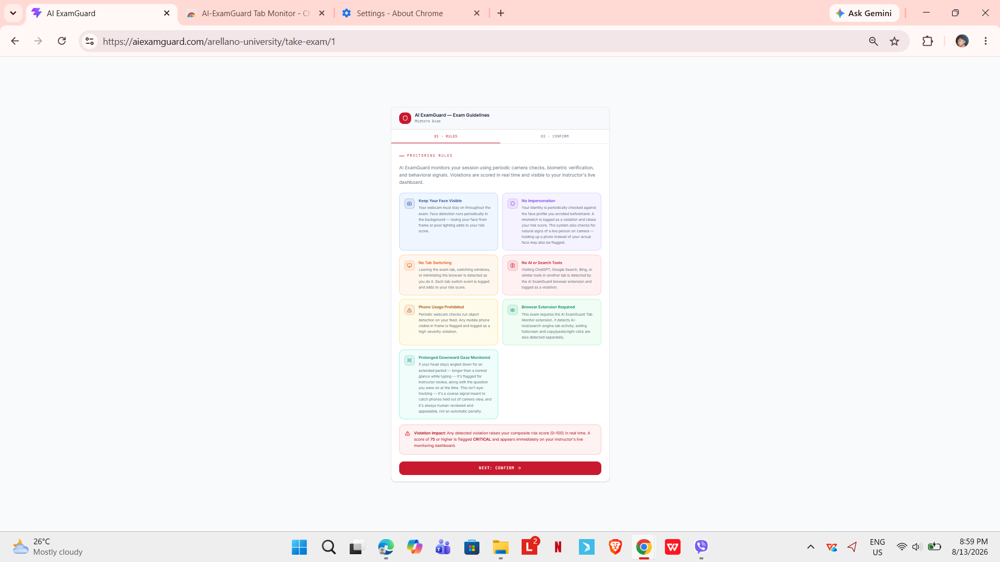 AI ExamGuard
AI-ExamGuard Tab Monitor - Ch
Settings - About Chrome
Ask Gemini
https://aiexamguard.com/arellano-university/take-exam/1
AI ExamGuard — Exam Guidelines
Midterm Exam
01 · RULES
02 · CONFIRM
PROCTORING RULES
AI ExamGuard monitors your session using periodic camera checks, biometric verification,
and behavioral signals. Violations are scored in real time and visible to your instructor's live
dashboard.
Keep Your Face Visible
Your webcam must stay on throughout the
exam. Face detection runs periodically in
the background — losing your face from
frame or poor lighting adds to your risk
score.
No Impersonation
Your identity is periodically checked against
the face profile you enrolled beforehand. A
mismatch is logged as a violation and raises
your risk score. The system also checks for
natural signs of a live person on camera —
holding up a photo instead of your actual
face may also be flagged.
No Tab Switching
Leaving the exam tab, switching windows,
or minimizing the browser is detected as
you do it. Each tab-switch event is logged
and adds to your risk score.
No AI or Search Tools
Visiting ChatGPT, Google Search, Bing, or
similar tools in another tab is detected by
the AI ExamGuard browser extension and
logged as a violation.
Phone Usage Prohibited
Periodic webcam checks run object
detection on your feed. Any mobile phone
visible in frame is flagged and logged as a
high-severity violation.
Browser Extension Required
This exam requires the AI ExamGuard Tab
Monitor extension. It detects AI-
tool/search-engine tab activity; exiting
fullscreen and copy/paste/right-click are
also detected separately.
Prolonged Downward Gaze Monitored
If your head stays angled down for an
extended period — longer than a normal
glance while typing — it's flagged for
instructor review, along with the question
you were on at the time. This isn't eye-
tracking — it's a coarse signal meant to
catch phones held out of camera view, and
it's always human-reviewed and
appealable, not an automatic penalty.
Violation Impact: Any detected violation raises your composite risk score (0–100) in real time. A
score of 75 or higher is flagged CRITICAL and appears immediately on your instructor's live
monitoring dashboard.
NEXT: CONFIRM →
26°C
Mostly cloudy
2
ENG
US
8:59 PM
8/13/2026